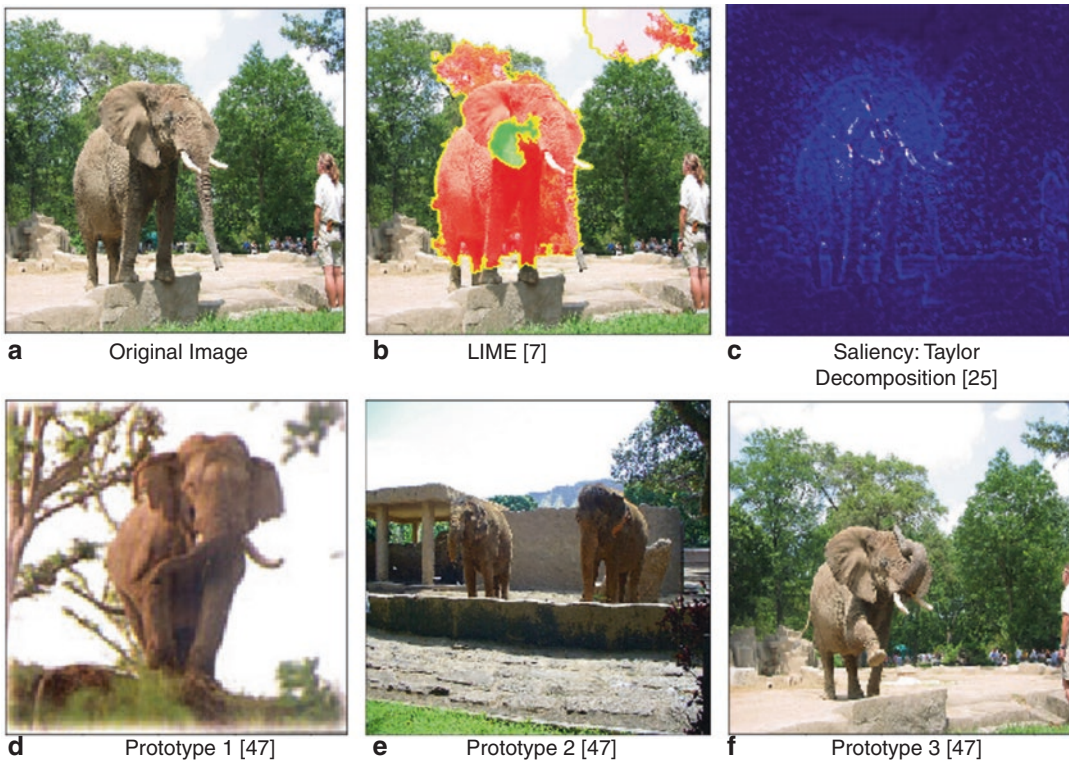 a Original Image
b LIME [7]
c Saliency: Taylor
Decomposition [25]
d Prototype 1 [47]
e Prototype 2 [47]
f Prototype 3 [47]